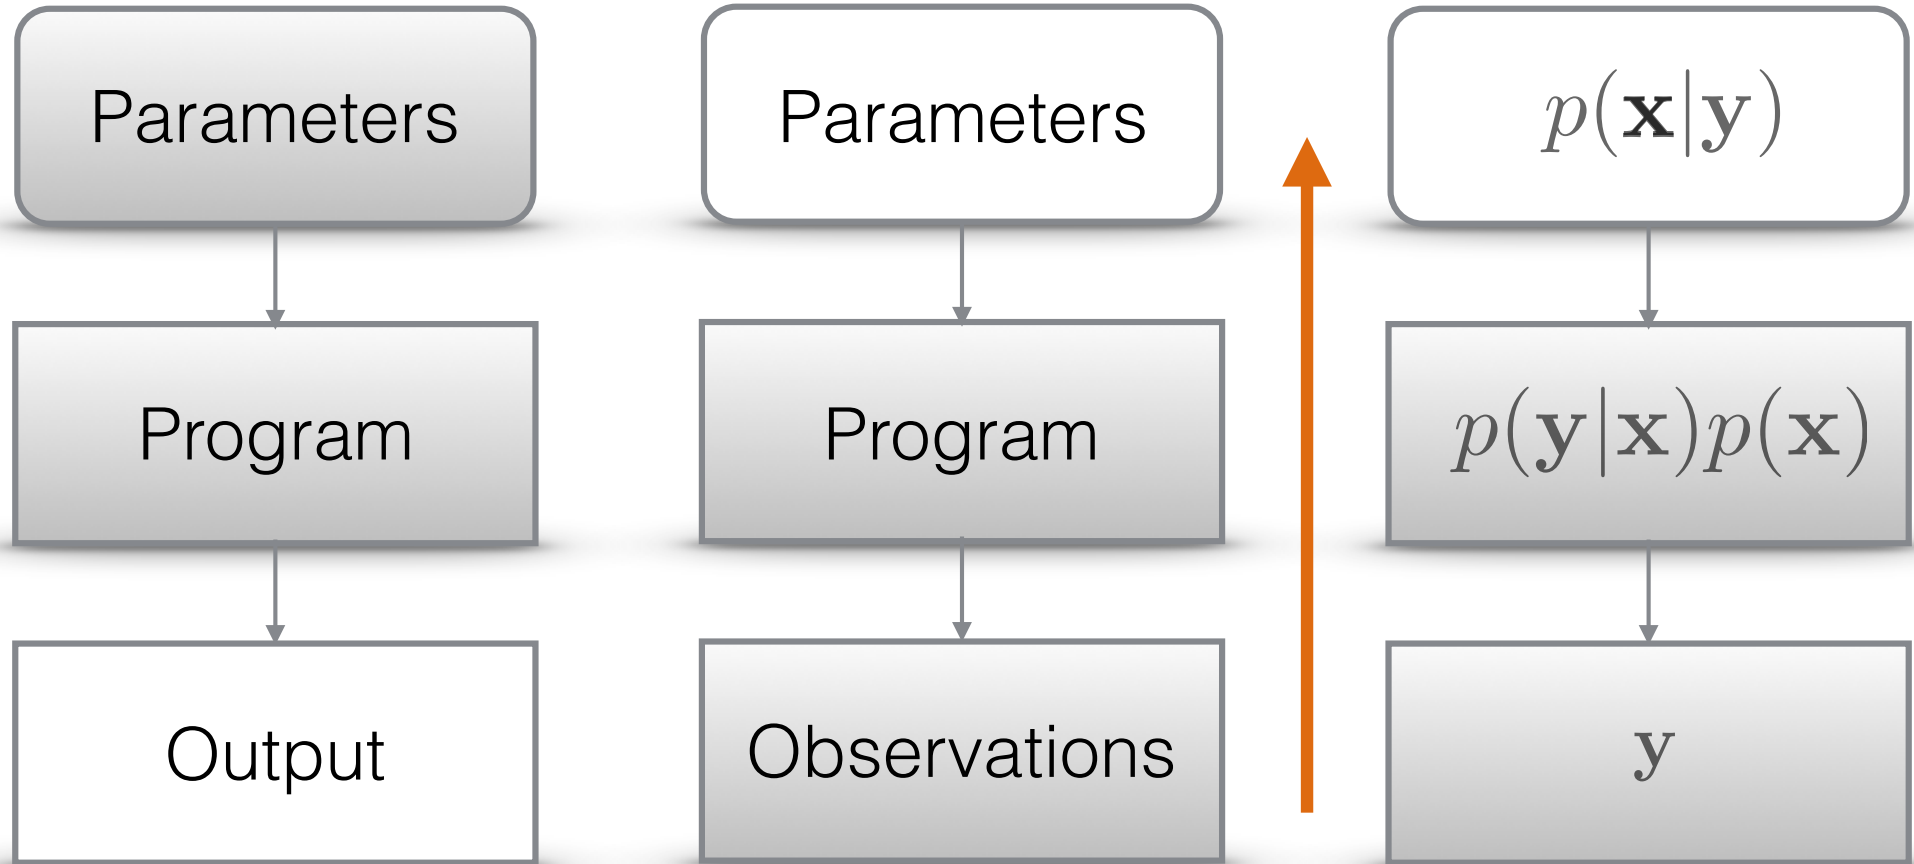 Parameters
Program
Output
Parameters
Program
Observations
p(x|y)
p(y|x)p(x)
y